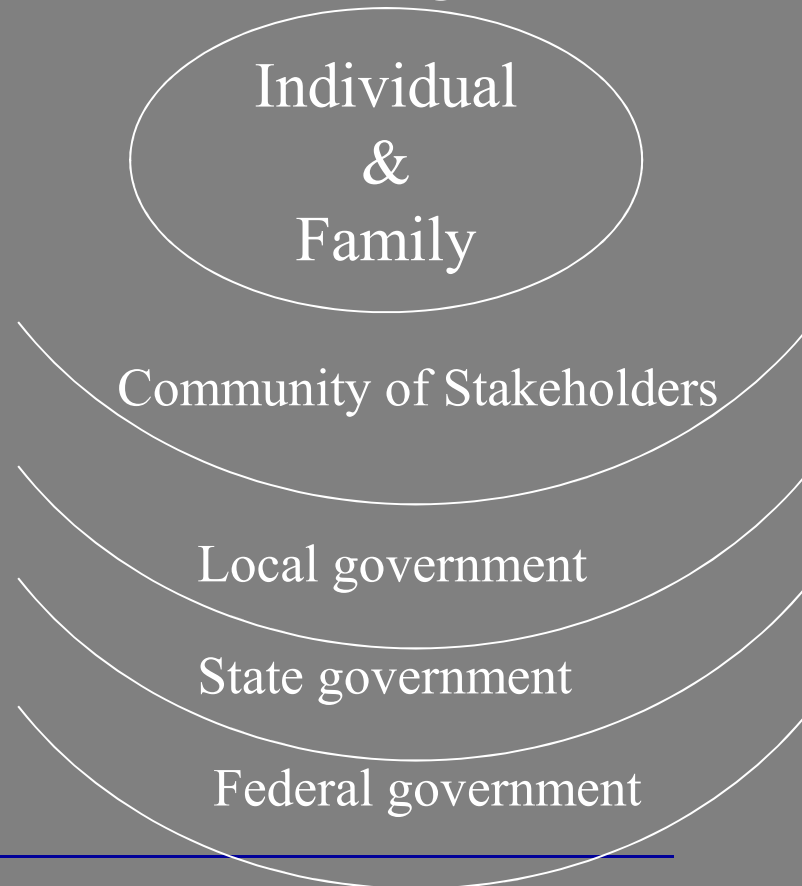 Individual
&
Family
Community of Stakeholders
Local government
State government
Federal government